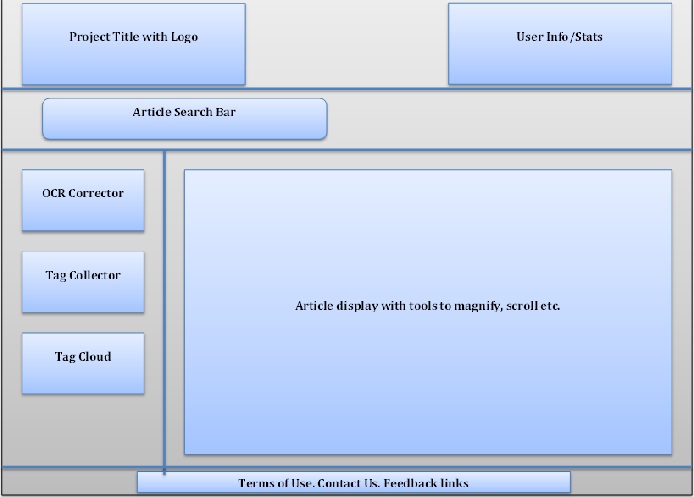 Project Title with Logo
User Info/Stats
Article Search Bar
OCR Corrector
Tag Collector
Tag Cloud
Article display with tools to magnify, scroll etc.
Terms of Use. Contact Us. Feedback links